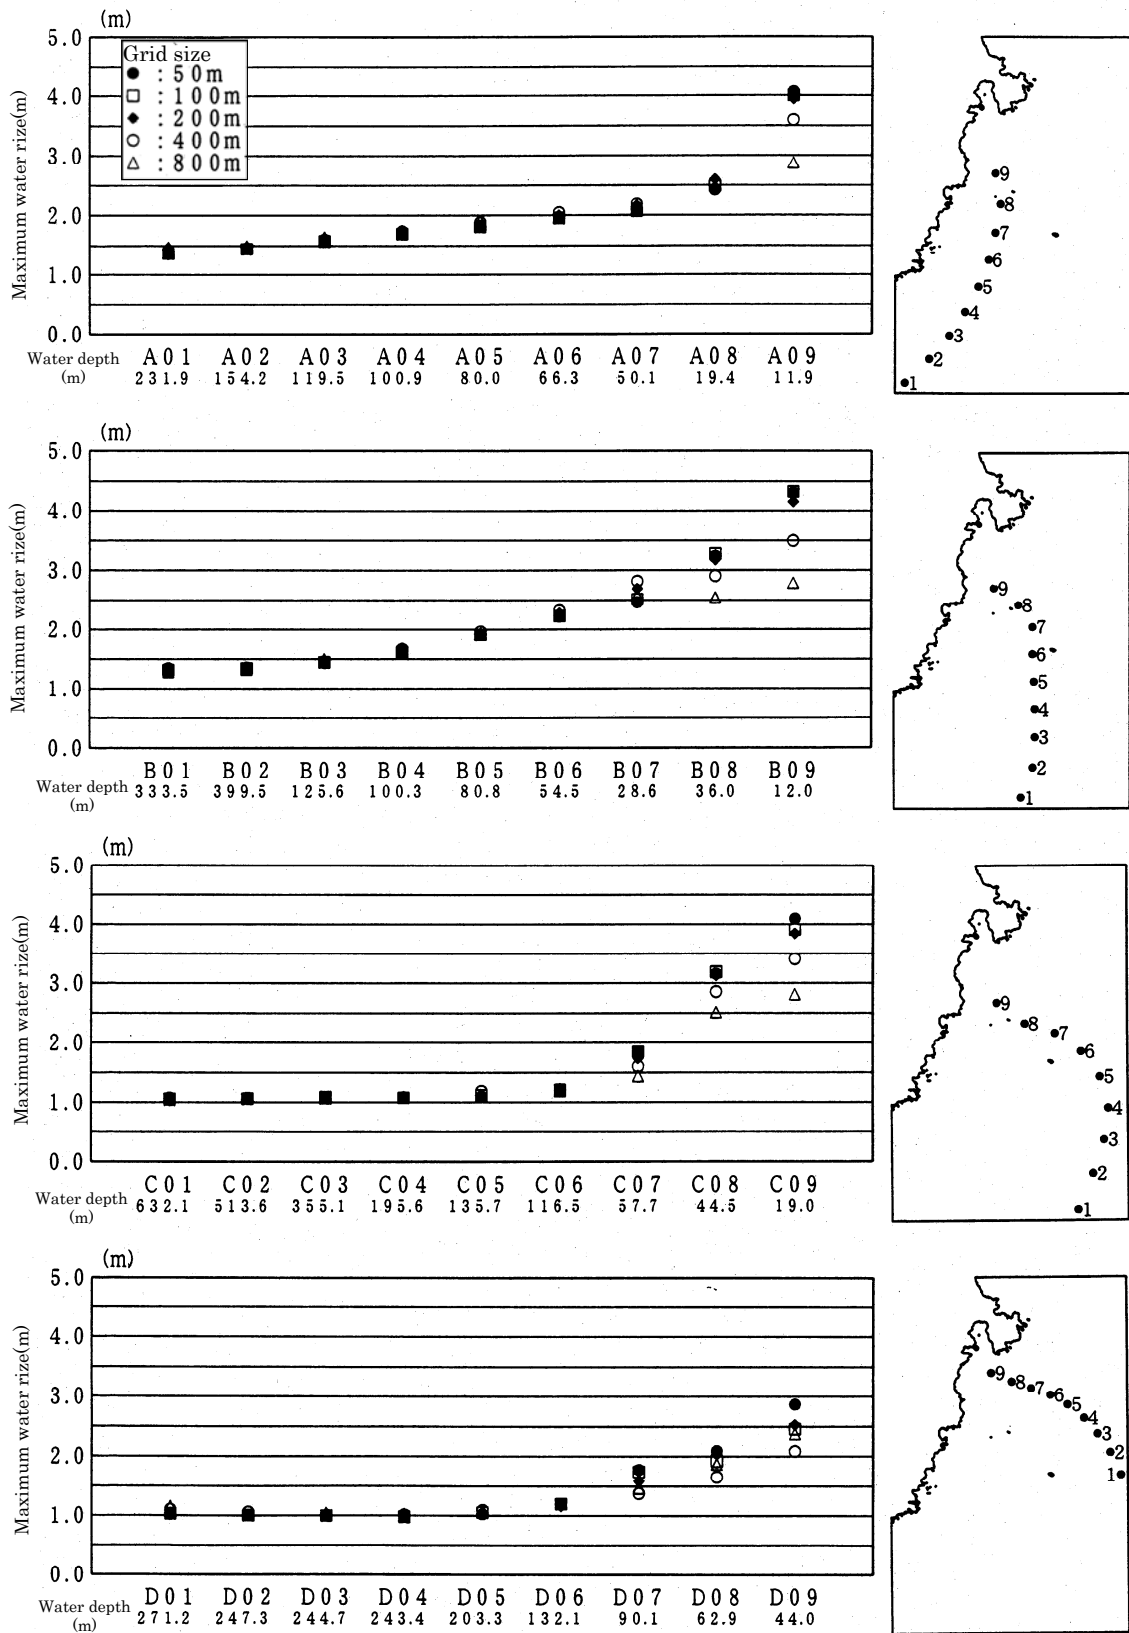 (m)
5.0
4.0
3.0
2.0
1.0
0.0
Maximum water rize(m)
Grid size
● : 50m
□ : 100m
◆ : 200m
○ : 400m
△ : 800m
A01 A02 A03 A04 A05 A06 A07 A08 A09
Water depth
(m)
231.9 154.2 119.5 100.9 80.0 66.3 50.1 19.4 11.9
9
8
7
6
5
4
3
2
1
(m)
5.0
4.0
3.0
2.0
1.0
0.0
Maximum water rize(m)
B01 B02 B03 B04 B05 B06 B07 B08 B09
Water depth
(m)
333.5 399.5 125.6 100.3 80.8 54.5 28.6 36.0 12.0
9
8
7
6
5
4
3
2
1
(m)
5.0
4.0
3.0
2.0
1.0
0.0
Maximum water rize(m)
C01 C02 C03 C04 C05 C06 C07 C08 C09
Water depth
(m)
632.1 513.6 355.1 195.6 135.7 116.5 57.7 44.5 19.0
9
8
7
6
5
4
3
2
1
(m)
5.0
4.0
3.0
2.0
1.0
0.0
Maximum water rize(m)
D01 D02 D03 D04 D05 D06 D07 D08 D09
Water depth
(m)
271.2 247.3 244.7 243.4 203.3 132.1 90.1 62.9 44.0
9
8
7
6
5
4
3
2
1